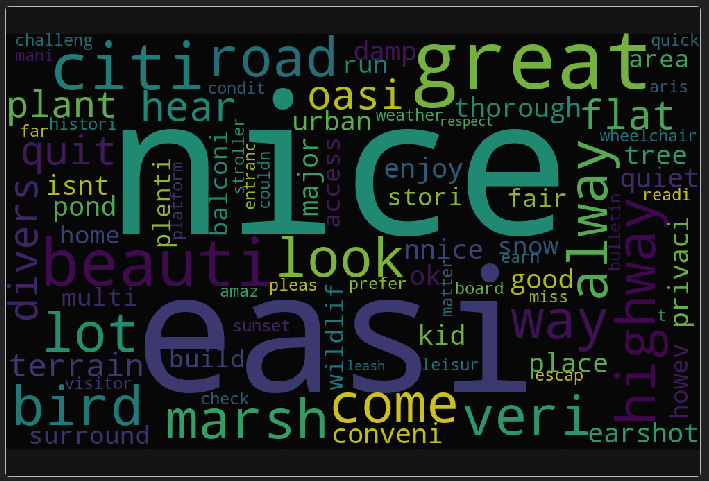 challeng
mani
citi
road
damp
run
great
quick
area
aris
plant
hear
condit
oasi
urban
weather
respect
thorough
flat
far
histori
quit
nice
wheelchair
tree
isnt
pond
plenti
platform
balconi
stroller
entranc
couldn
major
access
enjoy
stori
fair
alway
quiet
readi
divers
home
beauti
look
nnice
ok
snow
earn
good
miss
matter
board
highway
bulletin
privaci
t
multi
amaz
pleas
prefer
lot
easi
sunset
wildlif
kid
way
terrain
build
leash
leisur
place
escap
howev
visitor
check
bird
marsh
come
conveni
veri
surround
earshot